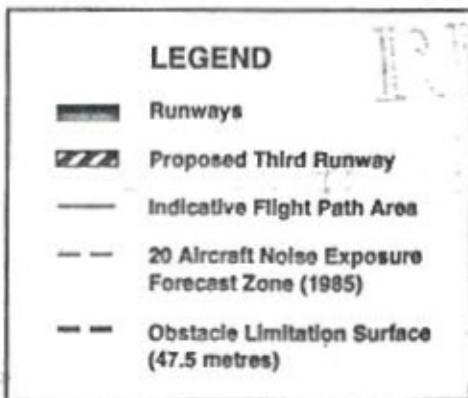 LEGEND
Runways
Proposed Third Runway
Indicative Flight Path Area
20 Aircraft Noise Exposure
Forecast Zone (1985)
Obstacle Limitation Surface
(47.5 metres)